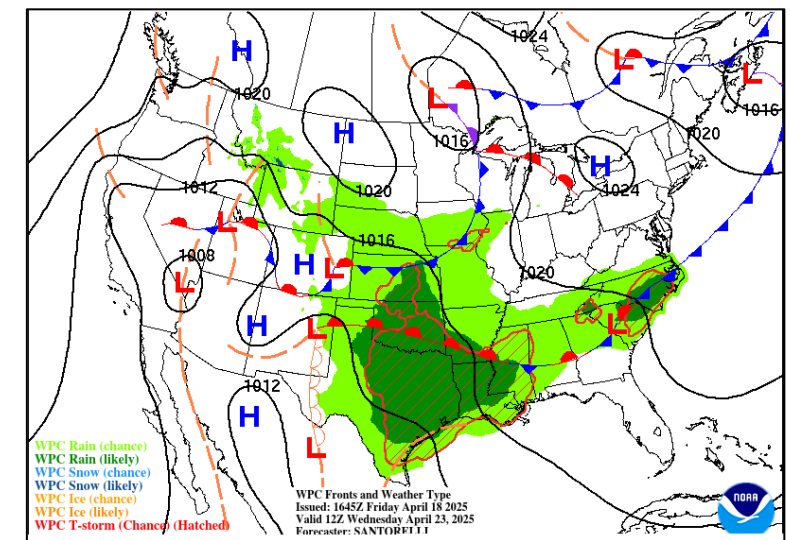 1024
H
L
L
1020
L
1016
H
1016
1020
H
1012
1020
1024
L
1016
1008
H
L
1020
L
H
L
L
1012
H
L
WPC Rain (chance)
WPC Rain (likely)
WPC Snow (chance)
WPC Snow (likely)
WPC Ice (chance)
WPC Ice (likely)
WPC T-storm (Chance) (Hatched)
WPC Fronts and Weather Type
Issued: 1645Z Friday April 18 2025
Valid 12Z Wednesday April 23, 2025
Forecaster: SANTORELLI
NOAA